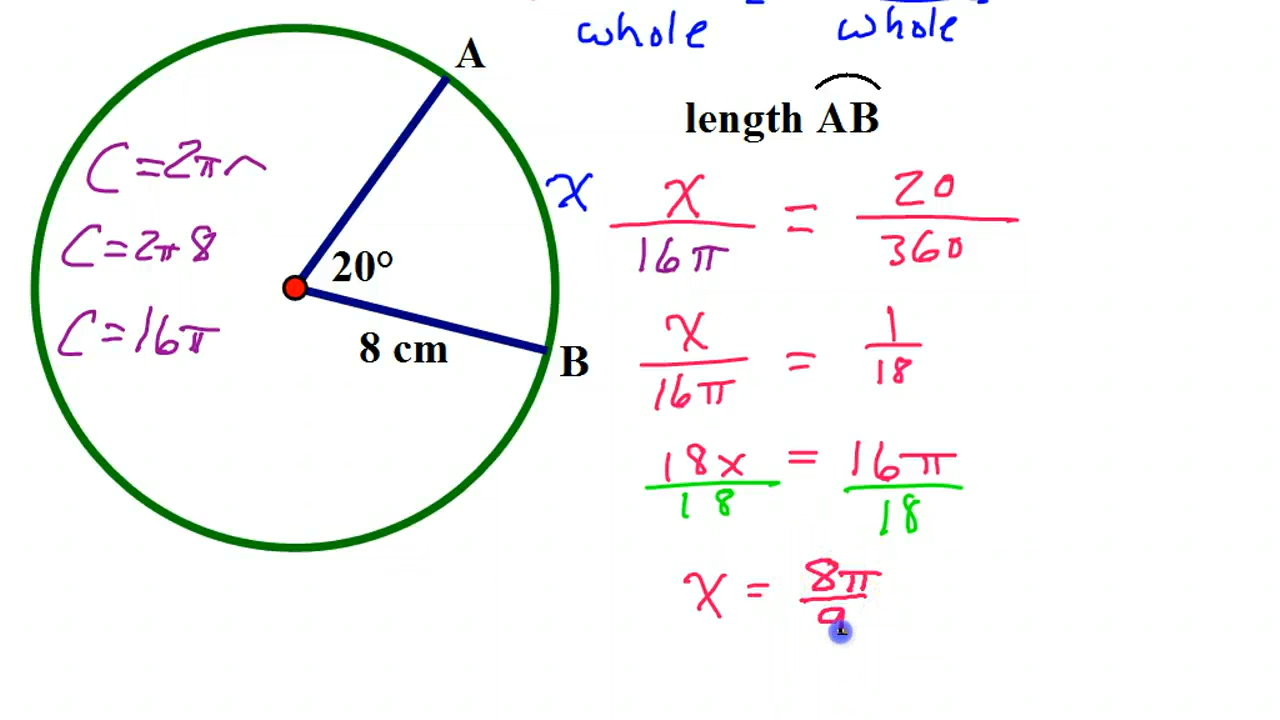 whole = whole
length AB
A
C = 2πr
C = 2π8
C = 16π
20°
8 cm
B
x
x/16π = 20/360
x/16π = 1/18
18x/18 = 16π/18
x = 8π/9